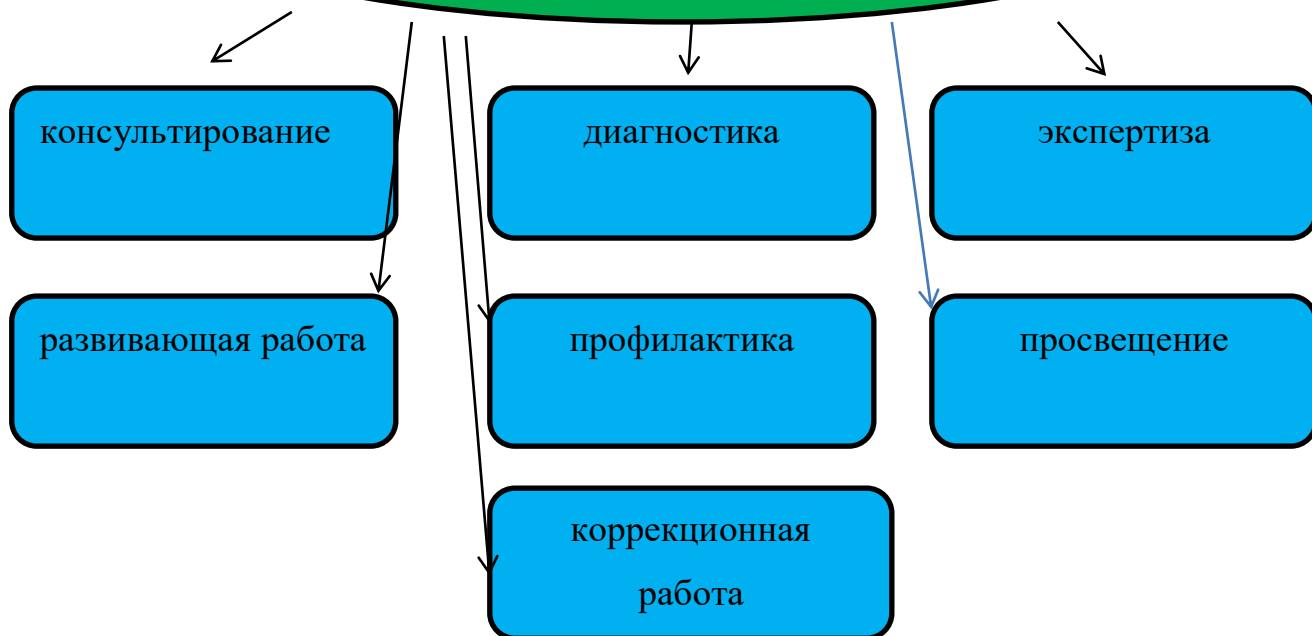 консультирование
диагностика
экспертиза
развивающая работа
профилактика
просвещение
коррекционная
работа